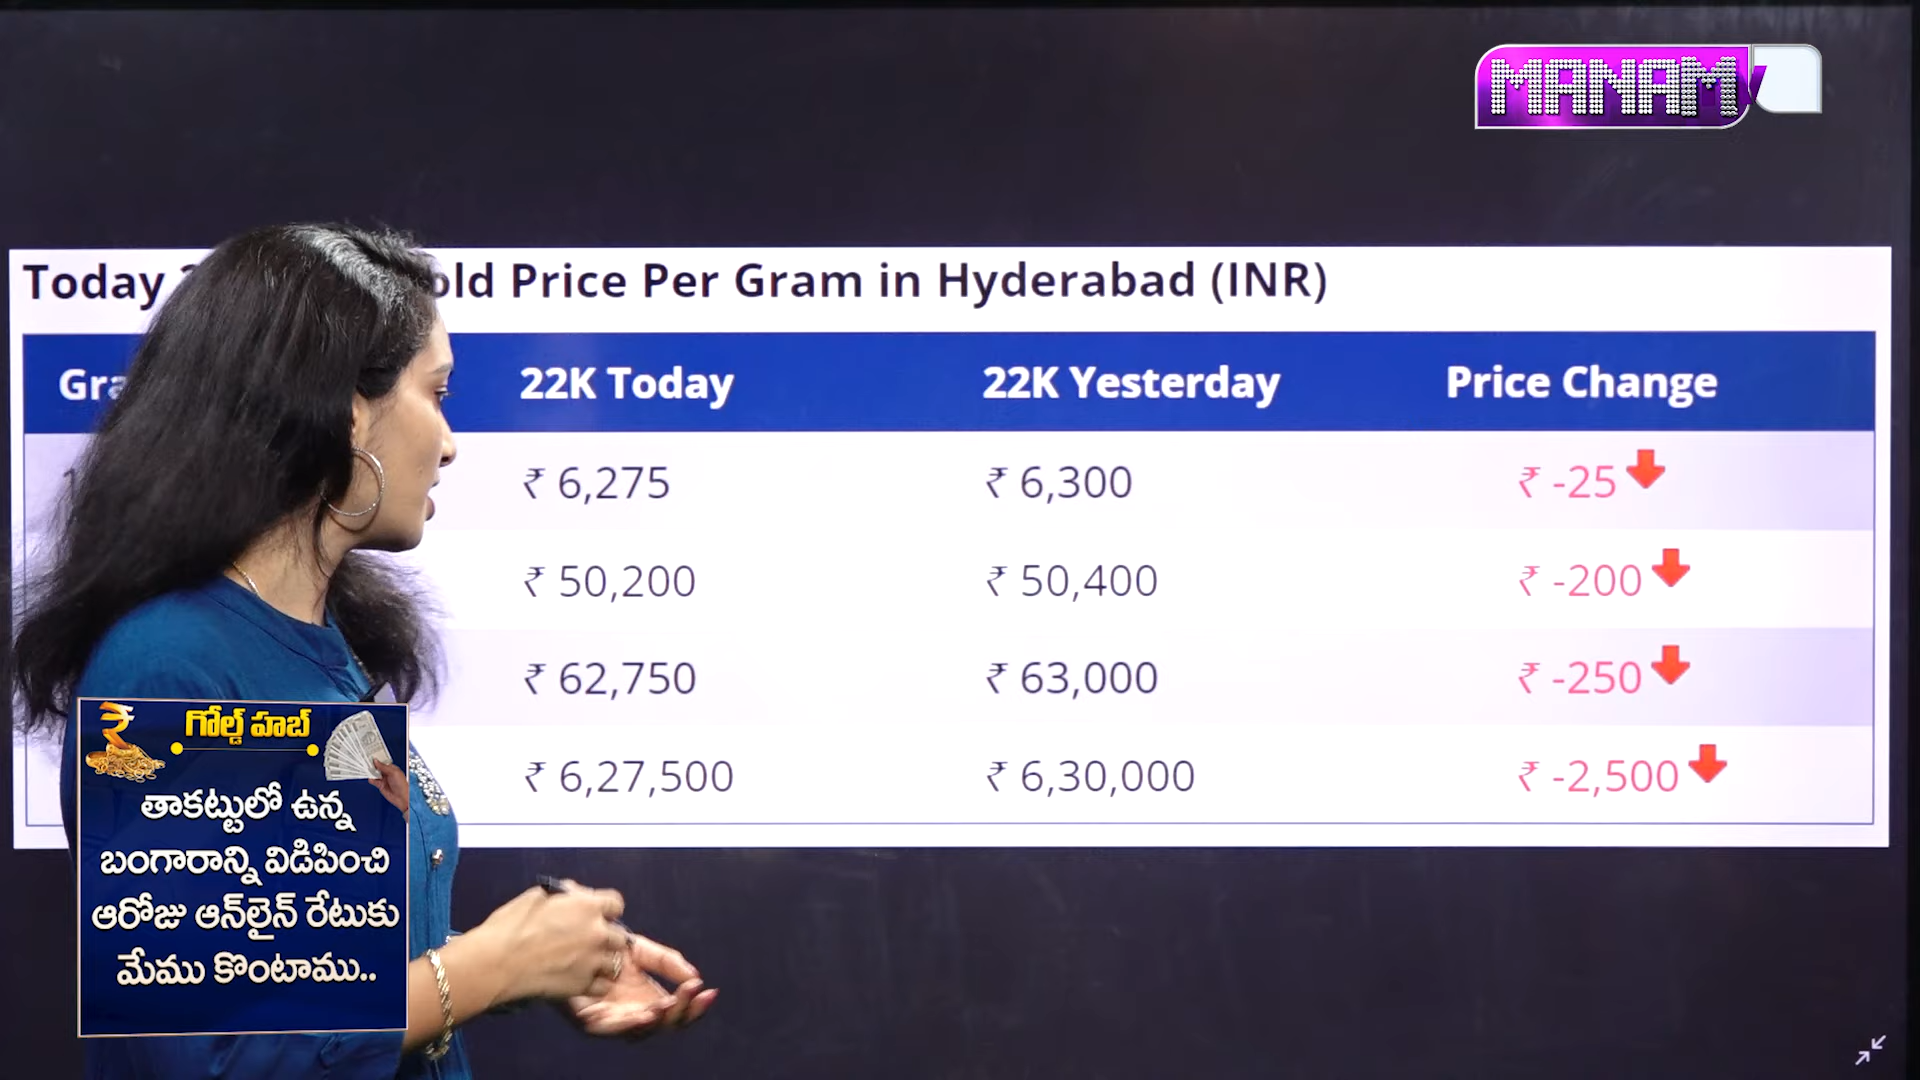 MANAM
Today old Price Per Gram in Hyderabad (INR)
Gra 22K Today 22K Yesterday Price Change
₹ 6,275 ₹ 6,300 ₹ -25
₹ 50,200 ₹ 50,400 ₹ -200
₹ 62,750 ₹ 63,000 ₹ -250
₹ 6,27,500 ₹ 6,30,000 ₹ -2,500
గోల్డ్ హబ్
తాకట్టులో ఉన్న
బంగారాన్ని విడిపించి
ఆరోజు ఆన్‌లైన్ రేటుకు
మేము కొంటాము..